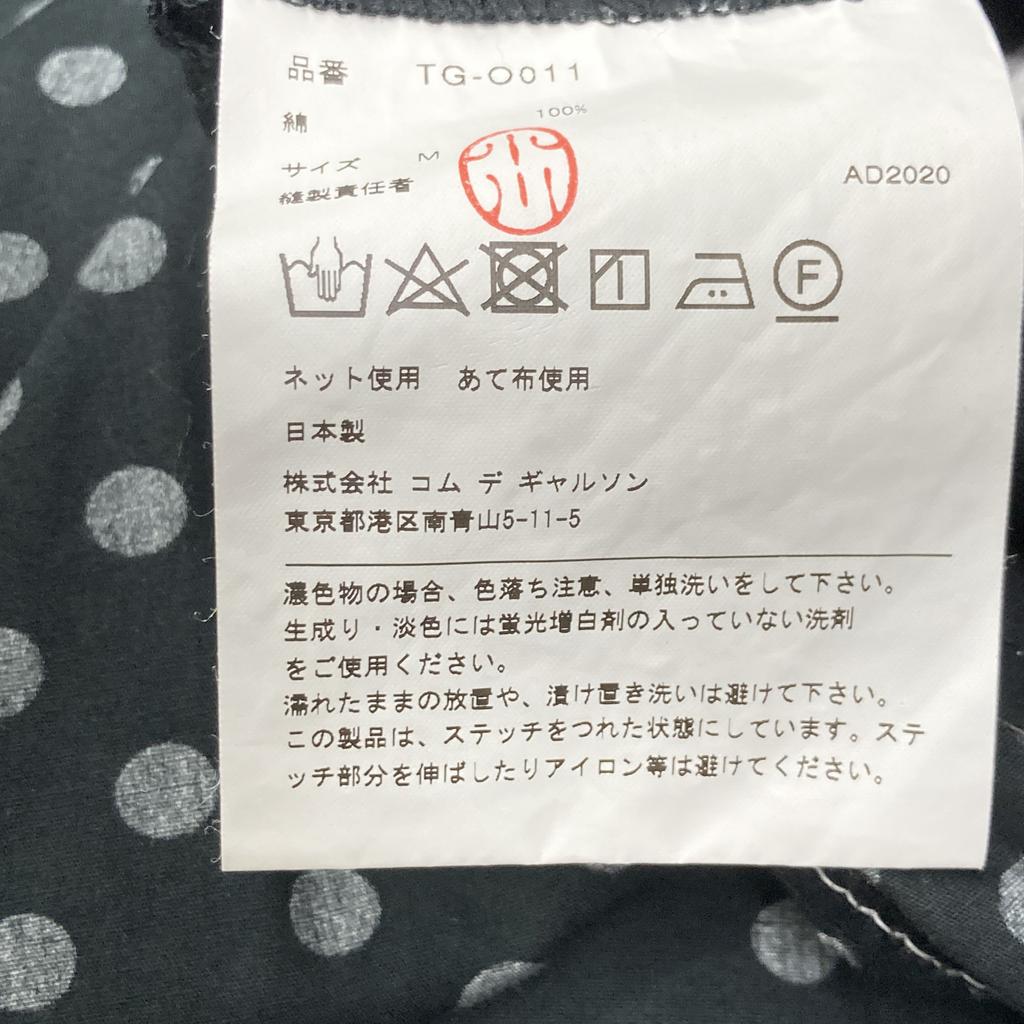 品番 TG-O011
綿 100%
サイズ M
縫製責任者
AD2020
F
ネット使用 あて布使用
日本製
株式会社 コム デ ギャルソン
東京都港区南青山5-11-5
濃色物の場合、色落ち注意、単独洗いをして下さい。
生成り・淡色には蛍光増白剤の入っていない洗剤
をご使用ください。
濡れたままの放置や、漬け置き洗いは避けて下さい。
この製品は、ステッチをつれた状態にしています。ステ
ッチ部分を伸ばしたりアイロン等は避けてください。